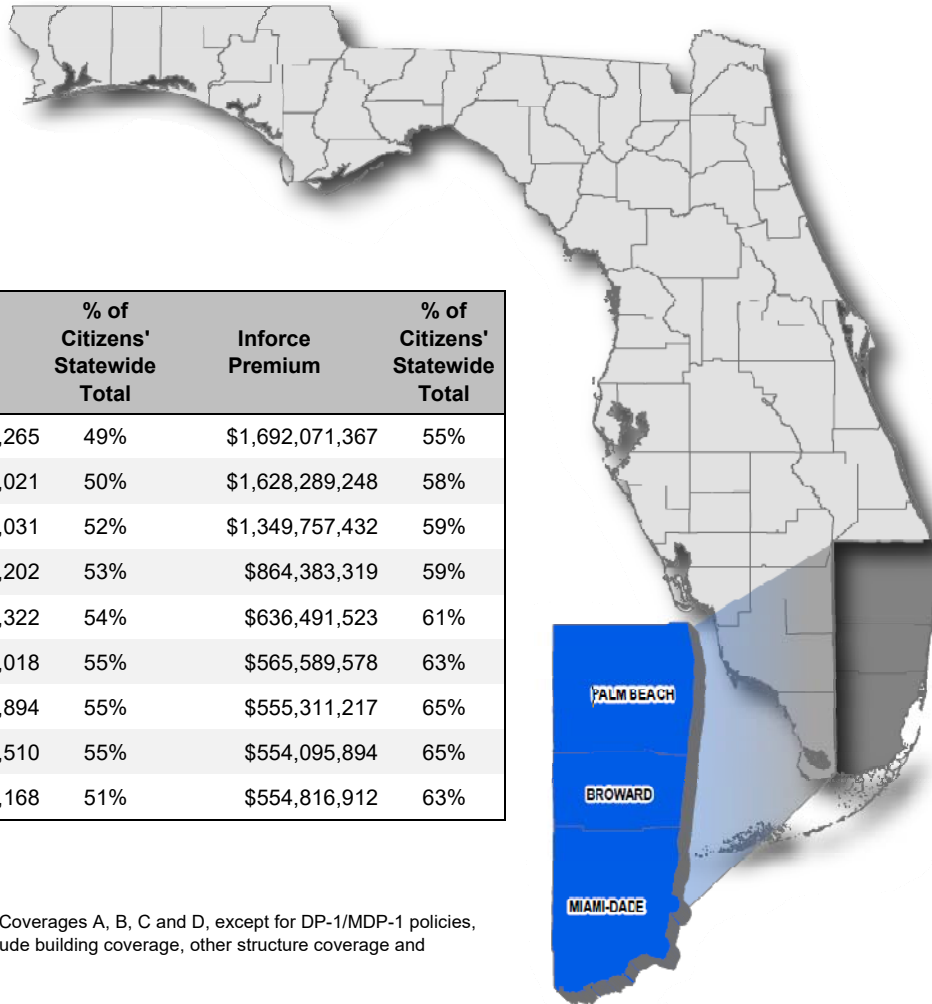 % of Citizens' Statewide Total Inforce Premium % of Citizens' Statewide Total
,265 49% $1,692,071,367 55%
,021 50% $1,628,289,248 58%
,031 52% $1,349,757,432 59%
,202 53% $864,383,319 59%
,322 54% $636,491,523 61%
,018 55% $565,589,578 63%
,894 55% $555,311,217 65%
,510 55% $554,095,894 65%
,168 51% $554,816,912 63%
PALM BEACH
BROWARD
MIAMI-DADE
Coverages A, B, C and D, except for DP-1/MDP-1 policies,
ude building coverage, other structure coverage and